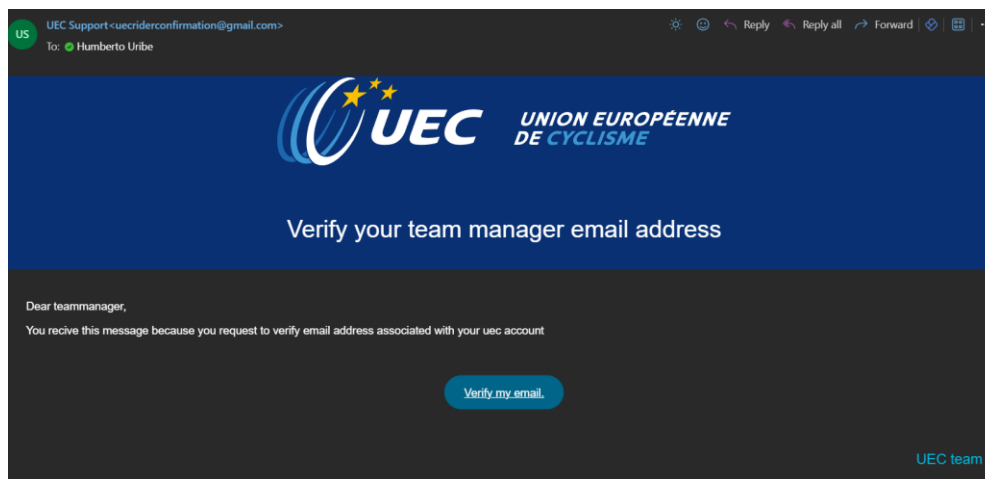 US
UEC Support<uecriderconfirmation@gmail.com>
Reply
Reply all
Forward
To: Humberto Uribe
UEC
UNION EUROPÉENNE
DE CYCLISME
Verify your team manager email address
Dear teammanager,
You recive this message because you request to verify email address associated with your uec account
Verify my email.
UEC team